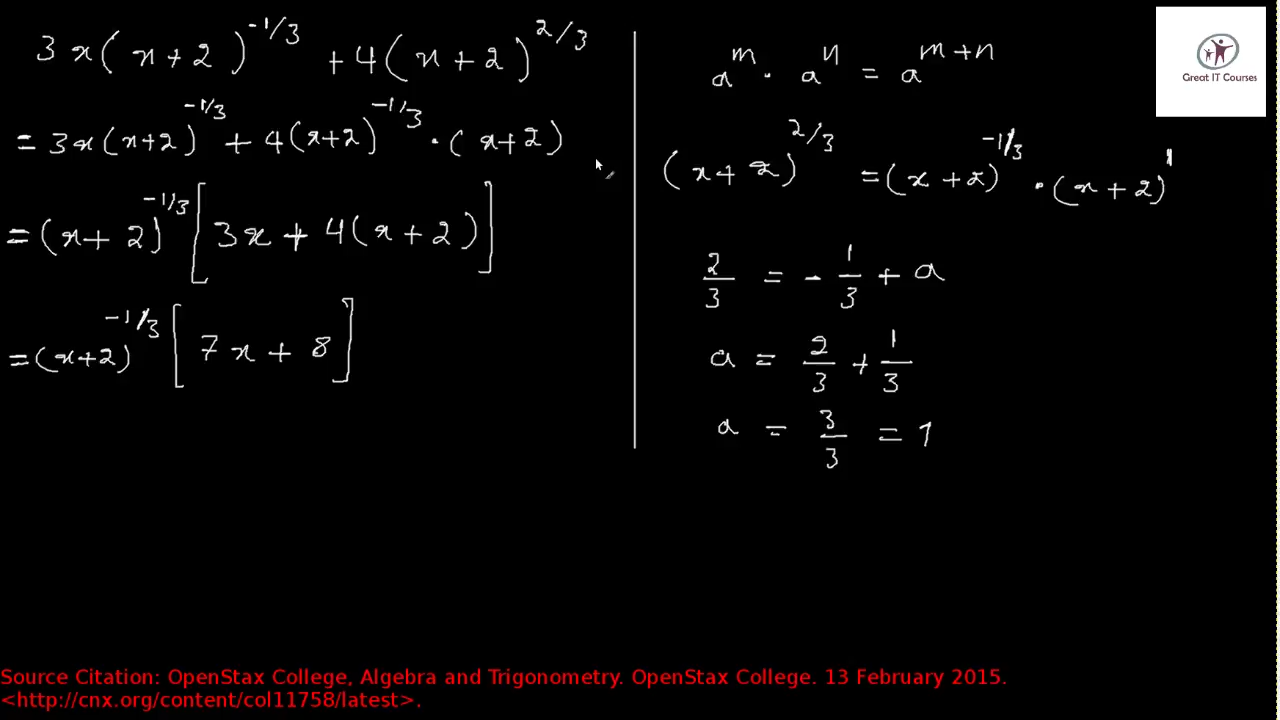 3x(x+2)^{-1/3} + 4(x+2)^{2/3}
= 3x(x+2)^{-1/3} + 4(x+2)^{-1/3} · (x+2)
= (x+2)^{-1/3} [3x + 4(x+2)]
= (x+2)^{-1/3} [7x + 8]
a^m · a^n = a^{m+n}
(x+2)^{2/3} = (x+2)^{-1/3} · (x+2)^1
2/3 = - 1/3 + a
a = 2/3 + 1/3
a = 3/3 = 1
Great IT Courses
Source Citation: OpenStax College, Algebra and Trigonometry. OpenStax College. 13 February 2015.
<http://cnx.org/content/col11758/latest>.